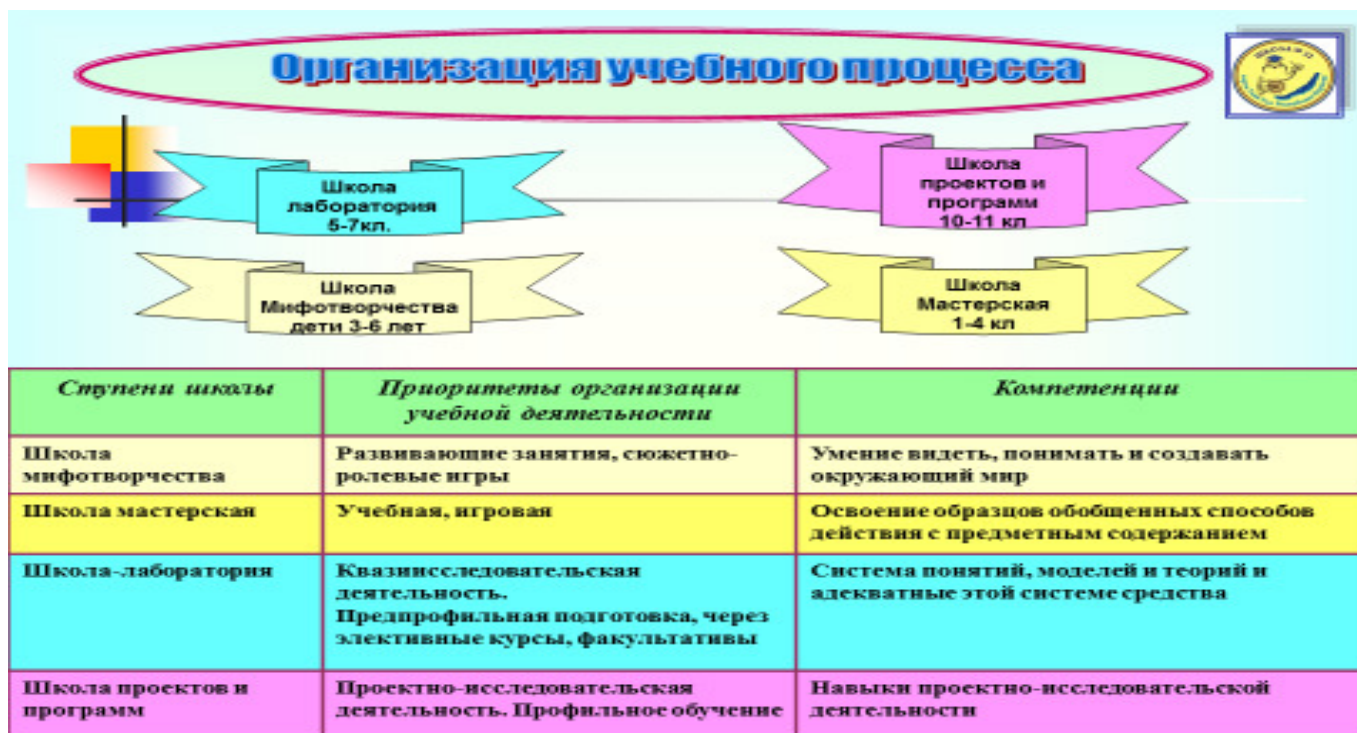 Организация учебного процесса
Школа
лаборатория
5-7кл.
Школа
проектов и
программ
10-11 кл
Школа
Мифотворчества
дети 3-6 лет
Школа
Мастерская
1-4 кл
Ступени школы
Приоритеты организации
учебной деятельности
Компетенции
Школа
мифотворчества
Развивающие занятия, сюжетно-
ролевые игры
Умение видеть, понимать и создавать
окружающий мир
Школа мастерская
Учебная, игровая
Освоение образцов обобщенных способов
действия с предметным содержанием
Школа-лаборатория
Квазиисследовательская
деятельность.
Предпрофильная подготовка, через
элективные курсы, факультативы
Система понятий, моделей и теорий и
адекватные этой системе средства
Школа проектов и
программ
Проектно-исследовательская
деятельность. Профильное обучение
Навыки проектно-исследовательской
деятельности